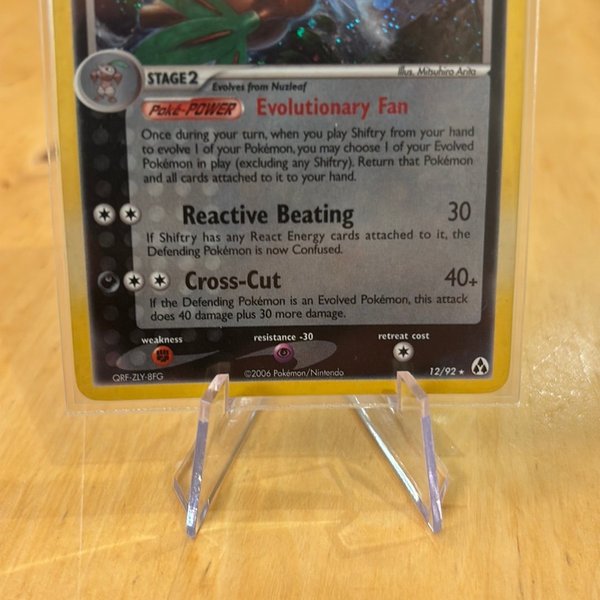 Illus. Mitsuhiro Arita
STAGE2
Evolves from Nuzleaf
Poké-POWER Evolutionary Fan
Once during your turn, when you play Shiftry from your hand
to evolve 1 of your Pokémon, you may choose 1 of your Evolved
Pokémon in play (excluding any Shiftry). Return that Pokémon
and all cards attached to it to your hand.
Reactive Beating 30
If Shiftry has any React Energy cards attached to it, the
Defending Pokémon is now Confused.
Cross-Cut 40+
If the Defending Pokémon is an Evolved Pokémon, this attack
does 40 damage plus 30 more damage.
weakness resistance -30 retreat cost
QRF-ZLY-8FG ©2006 Pokémon/Nintendo 12/92 ★